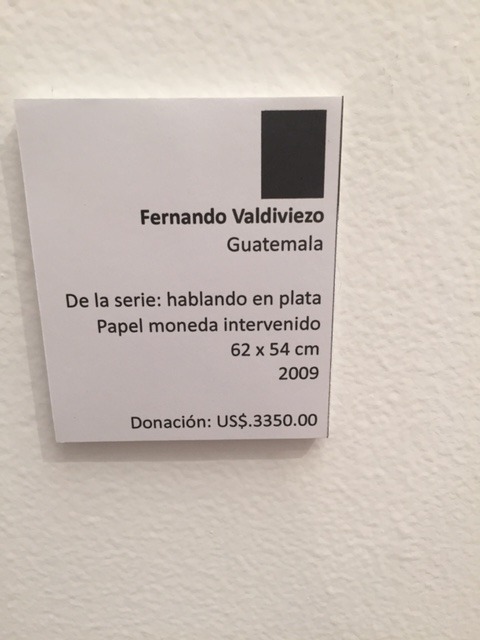 Fernando Valdiviezo
Guatemala
De la serie: hablando en plata
Papel moneda intervenido
62 x 54 cm
2009
Donación: US$.3350.00